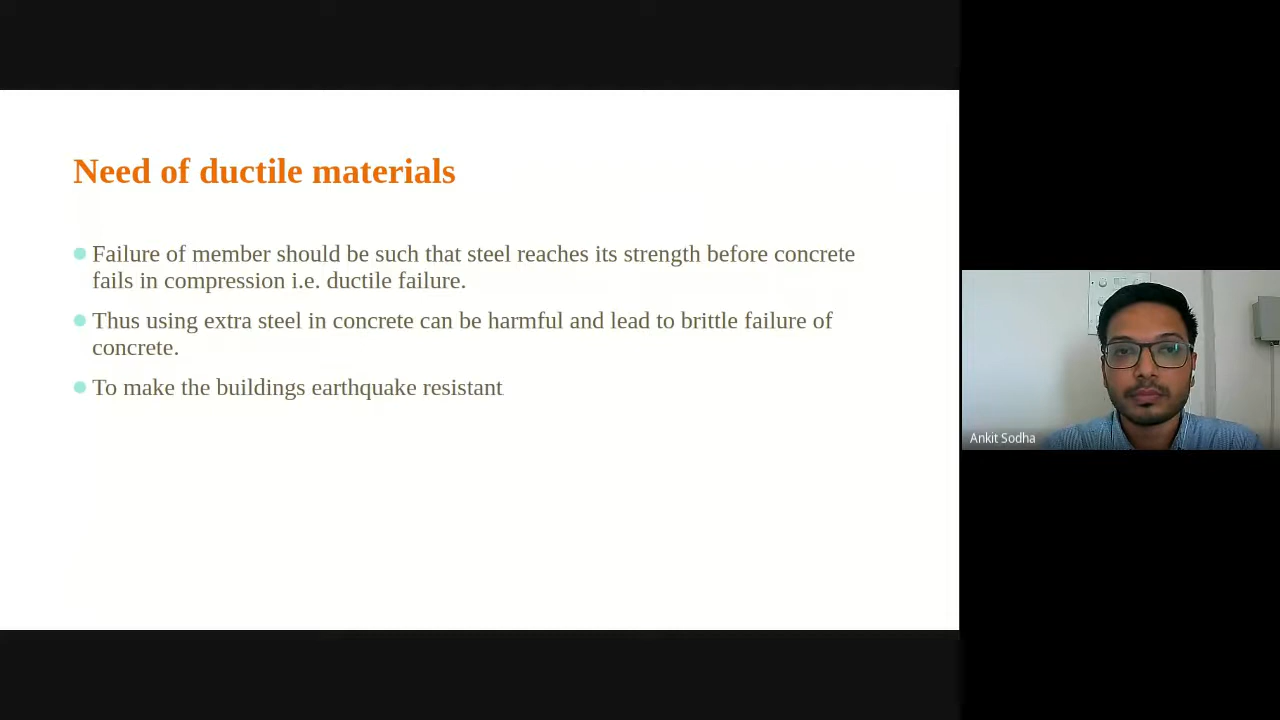 Need of ductile materials
Failure of member should be such that steel reaches its strength before concrete
fails in compression i.e. ductile failure.
Thus using extra steel in concrete can be harmful and lead to brittle failure of
concrete.
To make the buildings earthquake resistant
Ankit Sodha